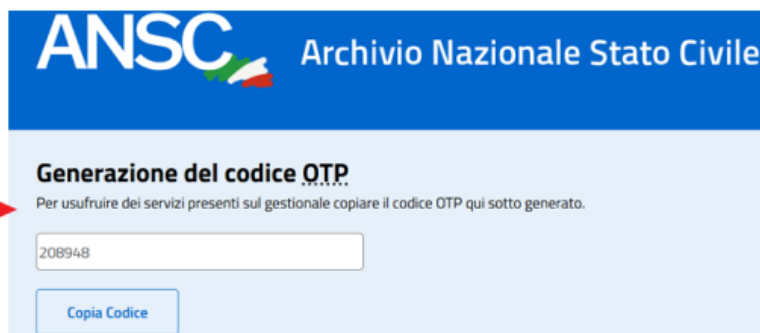 ANSC Archivio Nazionale Stato Civile
Generazione del codice OTP
Per usufruire dei servizi presenti sul gestionale copiare il codice OTP qui sotto generato.
208948
Copia Codice